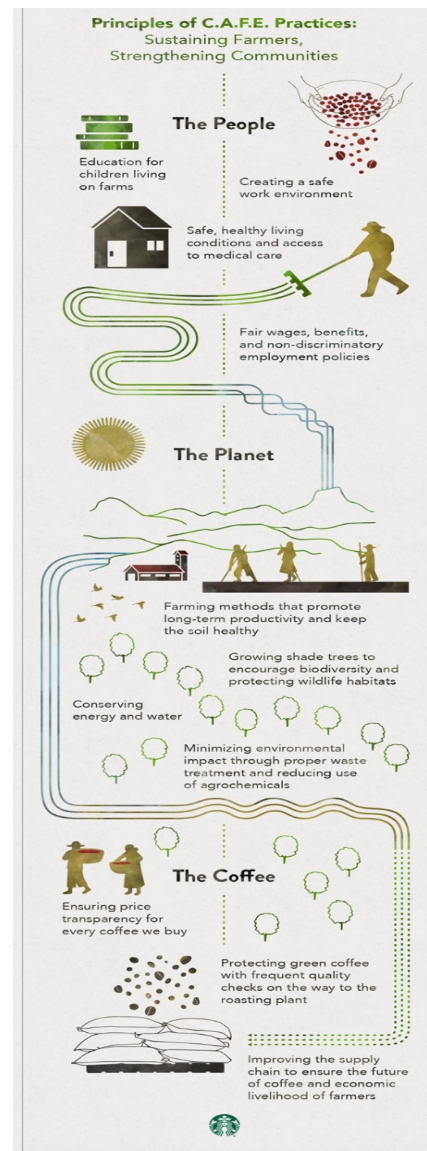 Principles of C.A.F.E. Practices:
Sustaining Farmers,
Strengthening Communities
The People
Education for
children living
on farms
Creating a safe
work environment
Safe, healthy living
conditions and access
to medical care
Fair wages, benefits,
and non-discriminatory
employment policies
The Planet
Farming methods that promote
long-term productivity and keep
the soil healthy
Growing shade trees to
encourage biodiversity and
protecting wildlife habitats
Conserving
energy and water
Minimizing environmental
impact through proper waste
treatment and reducing use
of agrochemicals
The Coffee
Ensuring price
transparency for
every coffee we buy
Protecting green coffee
with frequent quality
checks on the way to the
roasting plant
Improving the supply
chain to ensure the future
of coffee and economic
livelihood of farmers